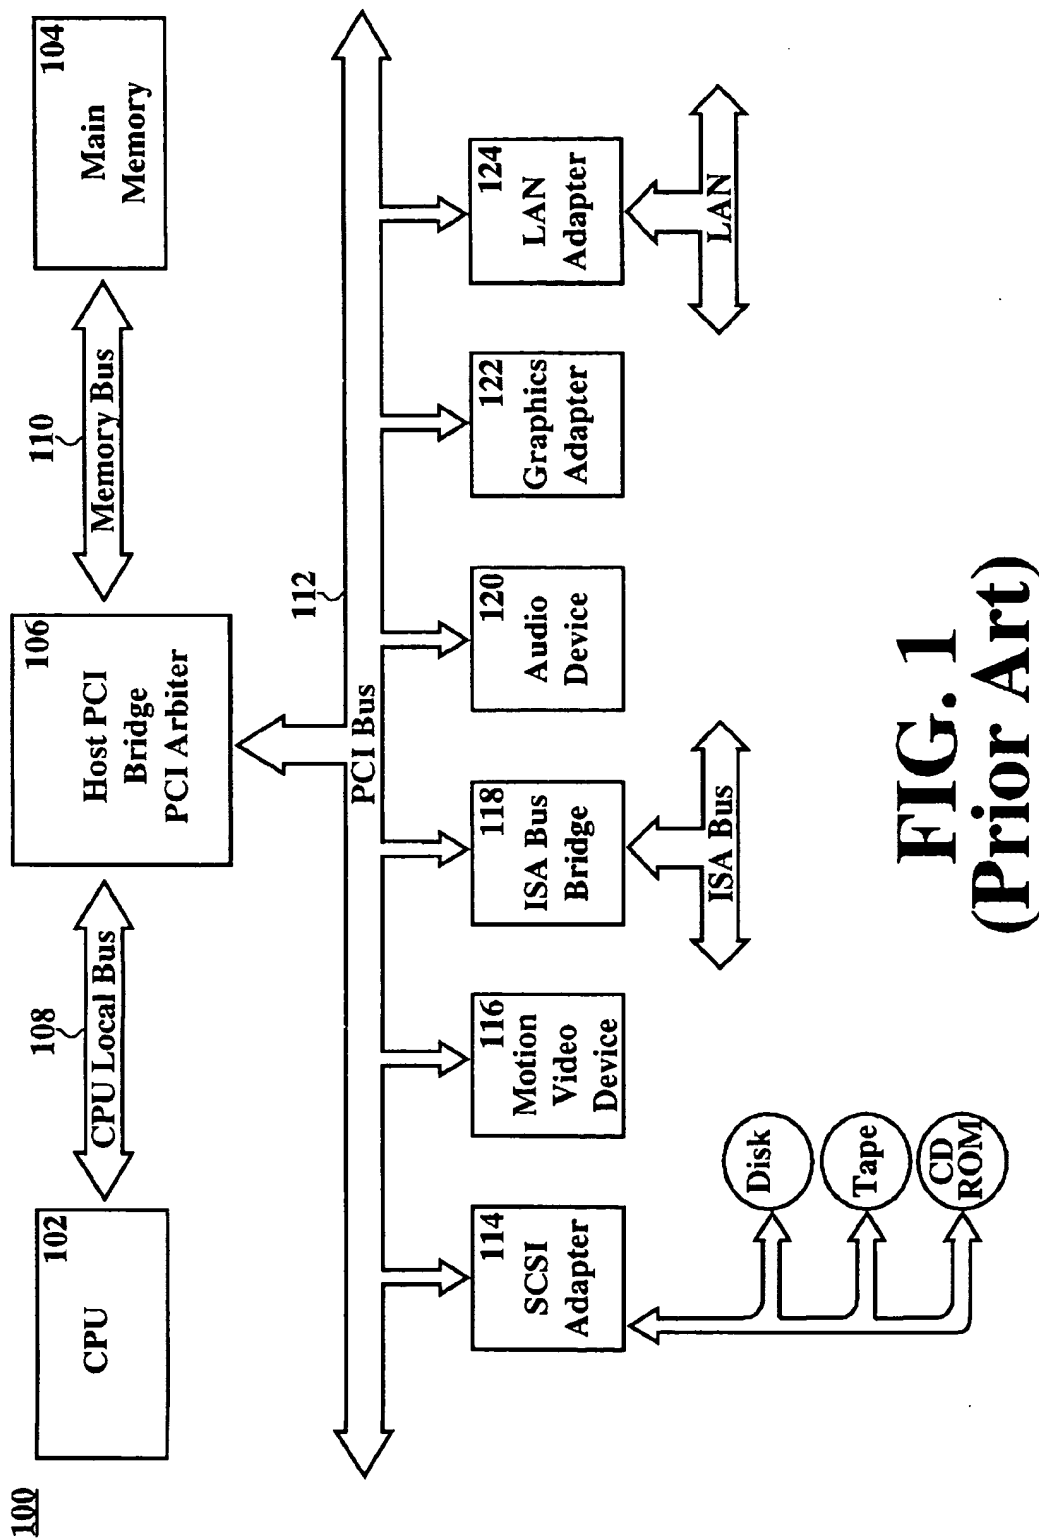 100
102
CPU
108
CPU Local Bus
106
Host PCI
Bridge
PCI Arbiter
110
Memory Bus
104
Main
Memory
112
PCI Bus
114
SCSI
Adapter
116
Motion
Video
Device
118
ISA Bus
Bridge
120
Audio
Device
122
Graphics
Adapter
124
LAN
Adapter
Disk
Tape
CD
ROM
ISA Bus
LAN
FIG. 1
(Prior Art)